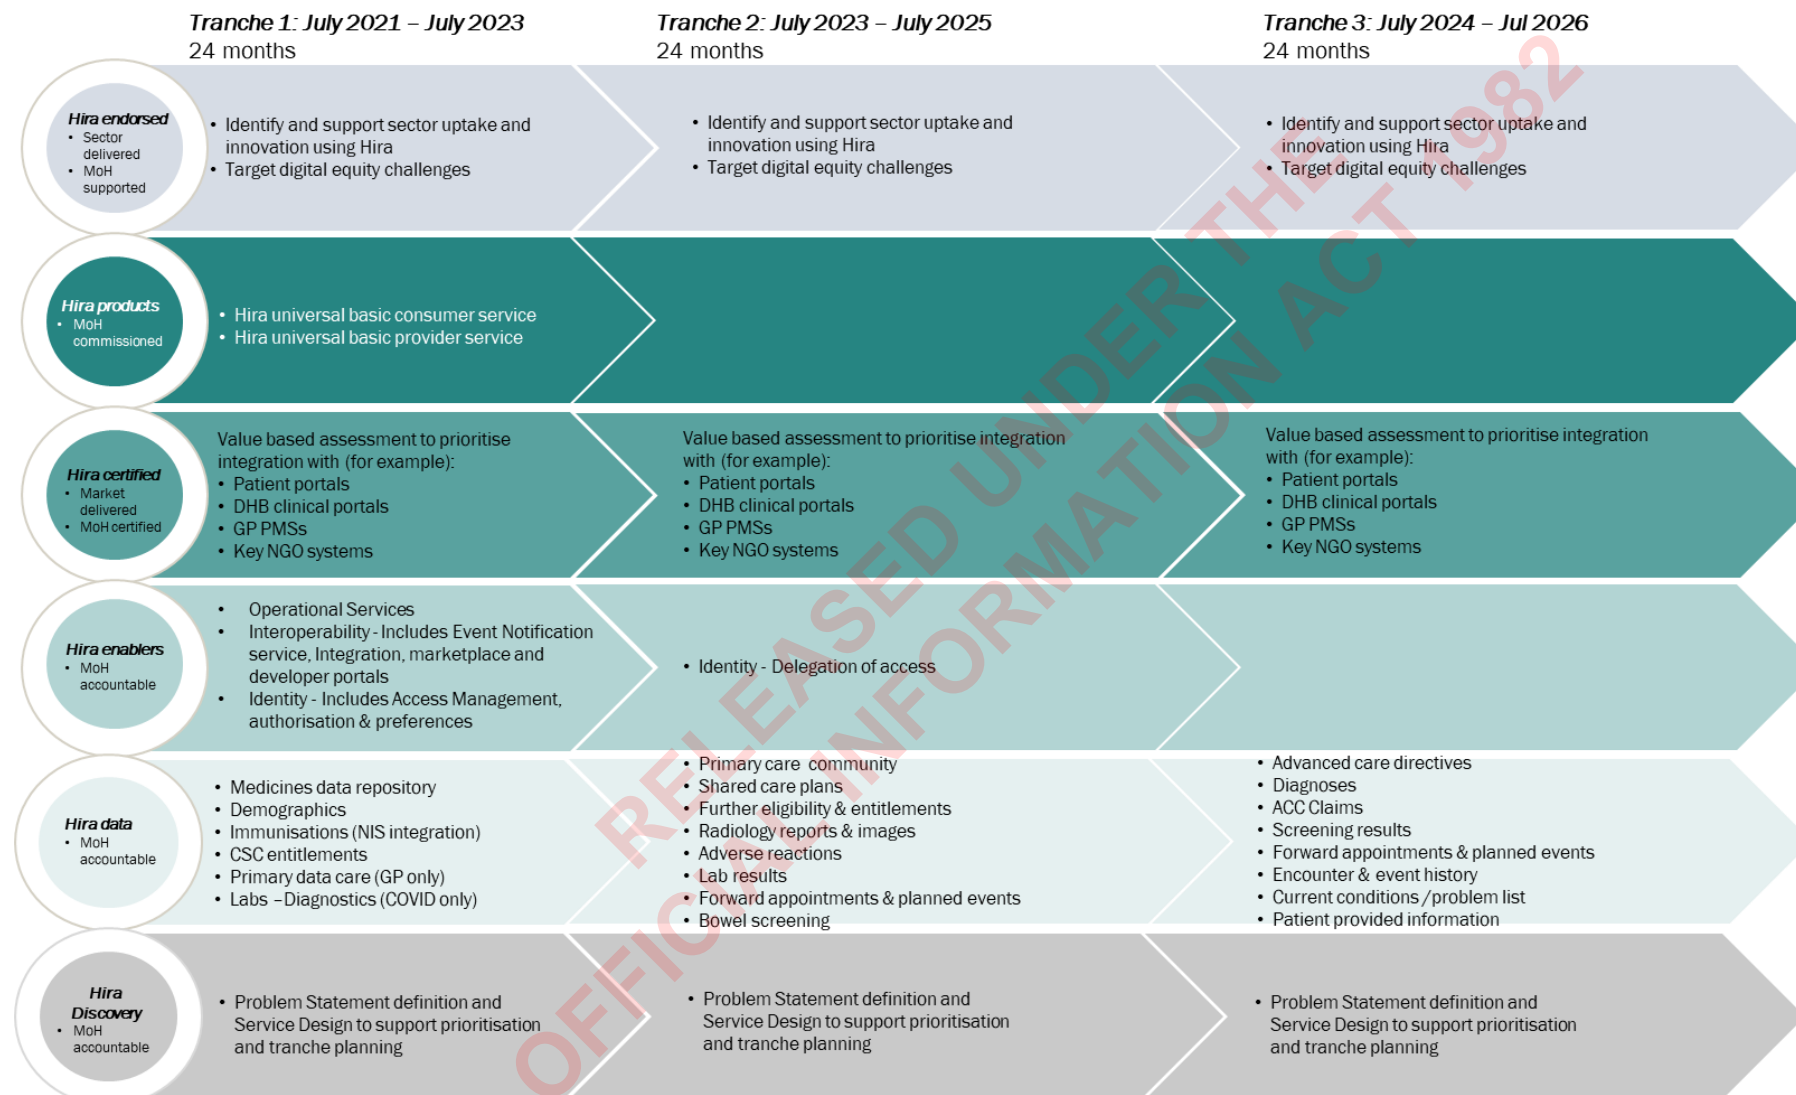 Tranche 1: July 2021 – July 2023
24 months
Tranche 2: July 2023 – July 2025
24 months
Tranche 3: July 2024 – Jul 2026
24 months
Hira endorsed
• Sector
delivered
• MoH
supported
• Identify and support sector uptake and
innovation using Hira
• Target digital equity challenges
• Identify and support sector uptake and
innovation using Hira
• Target digital equity challenges
• Identify and support sector uptake and
innovation using Hira
• Target digital equity challenges
Hira products
• MoH
commissioned
• Hira universal basic consumer service
• Hira universal basic provider service
Hira certified
• Market
delivered
• MoH certified
Value based assessment to prioritise
integration with (for example):
• Patient portals
• DHB clinical portals
• GP PMSs
• Key NGO systems
Value based assessment to prioritise integration
with (for example):
• Patient portals
• DHB clinical portals
• GP PMSs
• Key NGO systems
Value based assessment to prioritise integration
with (for example):
• Patient portals
• DHB clinical portals
• GP PMSs
• Key NGO systems
Hira enablers
• MoH
accountable
• Operational Services
• Interoperability - Includes Event Notification
service, Integration, marketplace and
developer portals
• Identity - Includes Access Management,
authorisation & preferences
• Identity - Delegation of access
Hira data
• MoH
accountable
• Medicines data repository
• Demographics
• Immunisations (NIS integration)
• CSC entitlements
• Primary data care (GP only)
• Labs – Diagnostics (COVID only)
• Primary care community
• Shared care plans
• Further eligibility & entitlements
• Radiology reports & images
• Adverse reactions
• Lab results
• Forward appointments & planned events
• Bowel screening
• Advanced care directives
• Diagnoses
• ACC Claims
• Screening results
• Forward appointments & planned events
• Encounter & event history
• Current conditions / problem list
• Patient provided information
Hira
Discovery
• MoH
accountable
• Problem Statement definition and
Service Design to support prioritisation
and tranche planning
• Problem Statement definition and
Service Design to support prioritisation
and tranche planning
• Problem Statement definition and
Service Design to support prioritisation
and tranche planning
RELEASED UNDER THE
OFFICIAL INFORMATION ACT 1982